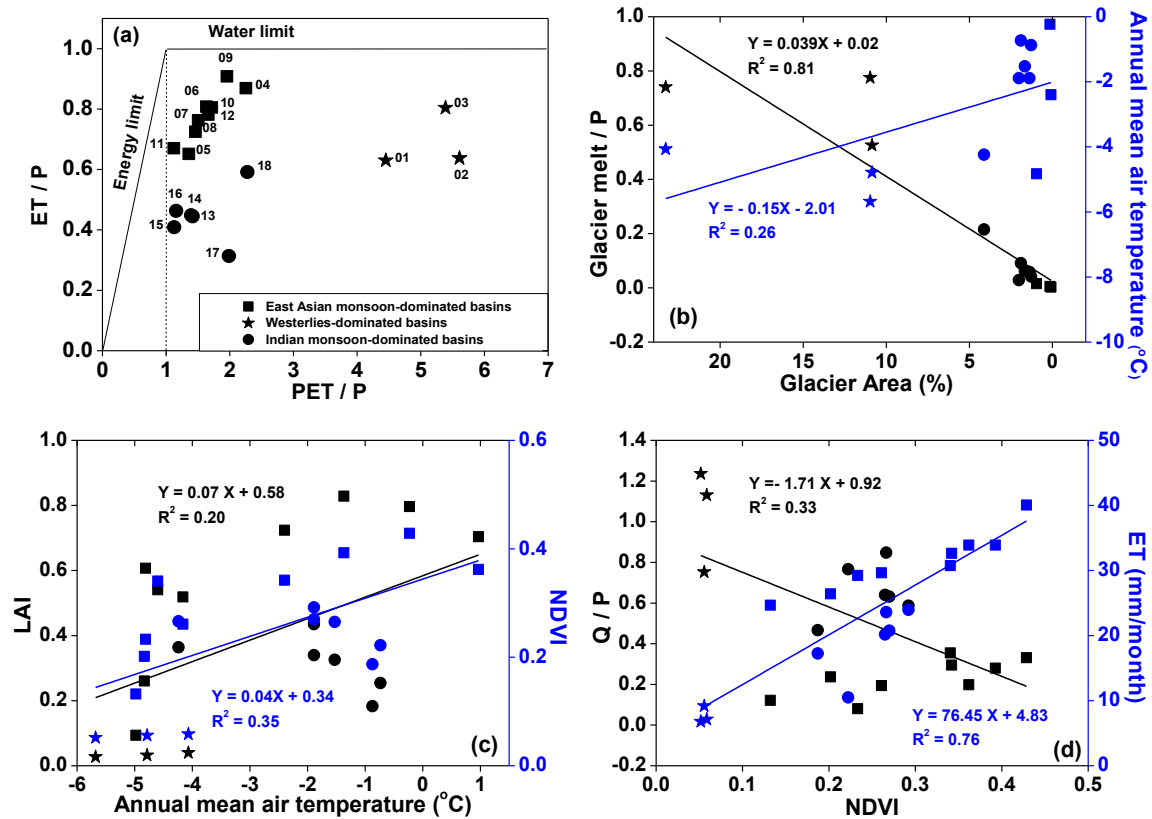 (a)
Water limit
Energy limit
09
04
06
10
07
12
08
11
05
03
01
02
18
16
14
13
15
17
■ East Asian monsoon-dominated basins
★ Westerlies-dominated basins
● Indian monsoon-dominated basins
1.0
0.8
0.6
0.4
0.2
0.0
0 1 2 3 4 5 6 7
ET / P
PET / P
Y = 0.039X + 0.02
R² = 0.81
Y = - 0.15X - 2.01
R² = 0.26
(b)
1.0
0.8
0.6
0.4
0.2
0.0
-0.2
Glacier melt / P
20 15 10 5 0
Glacier Area (%)
0
-2
-4
-6
-8
-10
Annual mean air temperature (°C)
Y = 0.07 X + 0.58
R² = 0.20
Y = 0.04X + 0.34
R² = 0.35
(c)
1.0
0.8
0.6
0.4
0.2
0.0
LAI
-6 -5 -4 -3 -2 -1 0 1
Annual mean air temperature (°C)
0.6
0.4
0.2
0.0
NDVI
Y =- 1.71 X + 0.92
R² = 0.33
Y = 76.45 X + 4.83
R² = 0.76
(d)
1.4
1.2
1.0
0.8
0.6
0.4
0.2
0.0
-0.2
Q / P
0.0 0.1 0.2 0.3 0.4 0.5
NDVI
50
40
30
20
10
0
ET (mm/month)